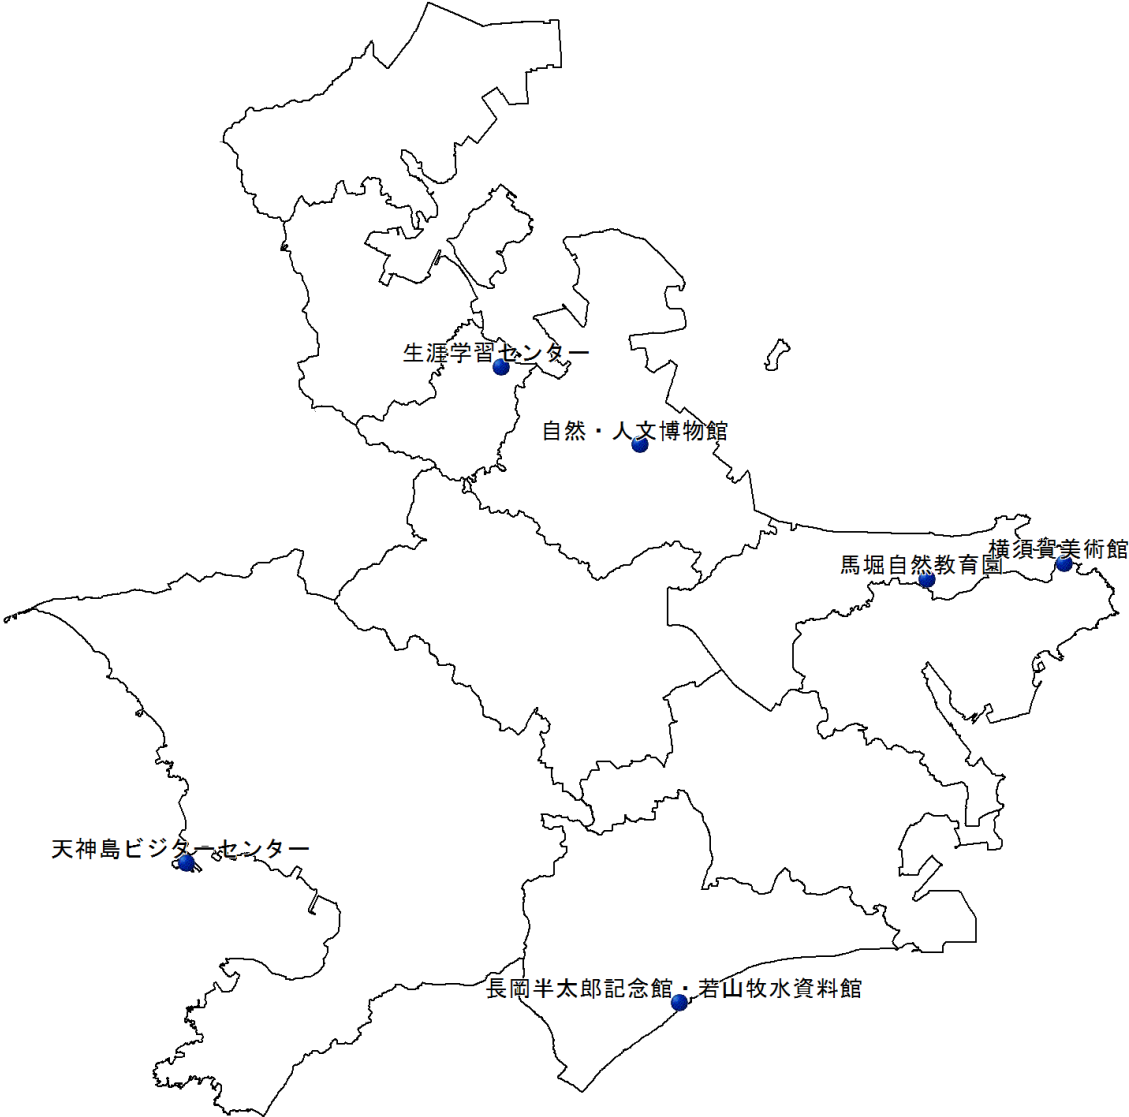 生涯学習センター
自然・人文博物館
横須賀美術館
馬堀自然教育園
天神島ビジターセンター
長岡半太郎記念館・若山牧水資料館